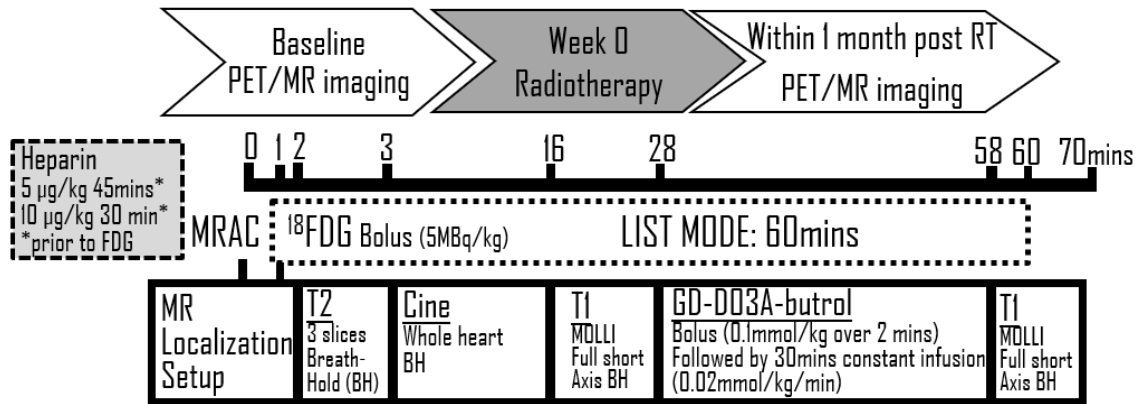 Baseline
PET/MR imaging
Week 0
Radiotherapy
Within 1 month post RT
PET/MR imaging
0 1 2 3 16 28 58 60 70mins
Heparin
5 µg/kg 45mins*
10 µg/kg 30 min*
*prior to FDG
MRAC
¹⁸FDG Bolus (5MBq/kg) LIST MODE: 60mins
MR
Localization
Setup
T2
3 slices
Breath-
Hold (BH)
Cine
Whole heart
BH
T1
MOLLI
Full short
Axis BH
GD-DO3A-butrol
Bolus (0.1mmol/kg over 2 mins)
Followed by 30mins constant infusion
(0.02mmol/kg/min)
T1
MOLLI
Full short
Axis BH